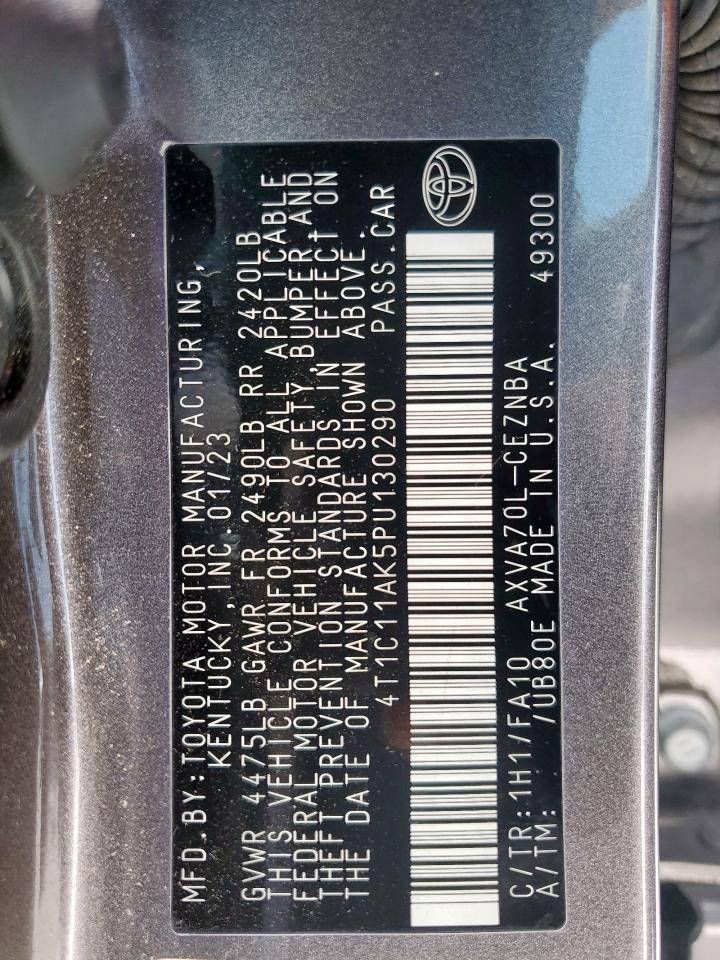 MFD.BY:TOYOTA MOTOR MANUFACTURING,
KENTUCKY,INC.01/23
GVWR 4475LB GAWR FR 2490LB RR 2420LB
THIS VEHICLE CONFORMS TO ALL APPLICABLE
FEDERAL MOTOR VEHICLE SAFETY,BUMPER,AND
THEFT PREVENTION STANDARDS IN EFFECT ON
THE DATE OF MANUFACTURE SHOWN ABOVE.
4T1C11AK5PU130290 PASS.CAR
C/TR:1H1/FA10 AXVA70L-CEZNBA
A/TM: /UB80E MADE IN U.S.A. 49300